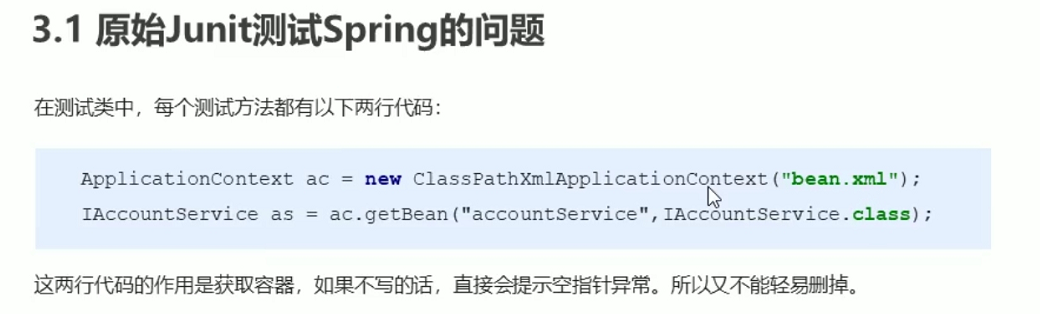 3.1 原始Junit测试Spring的问题
在测试类中，每个测试方法都有以下两行代码：
ApplicationContext ac = new ClassPathXmlApplicationContext("bean.xml");
IAccountService as = ac.getBean("accountService",IAccountService.class);
这两行代码的作用是获取容器，如果不写的话，直接会提示空指针异常。所以又不能轻易删掉。